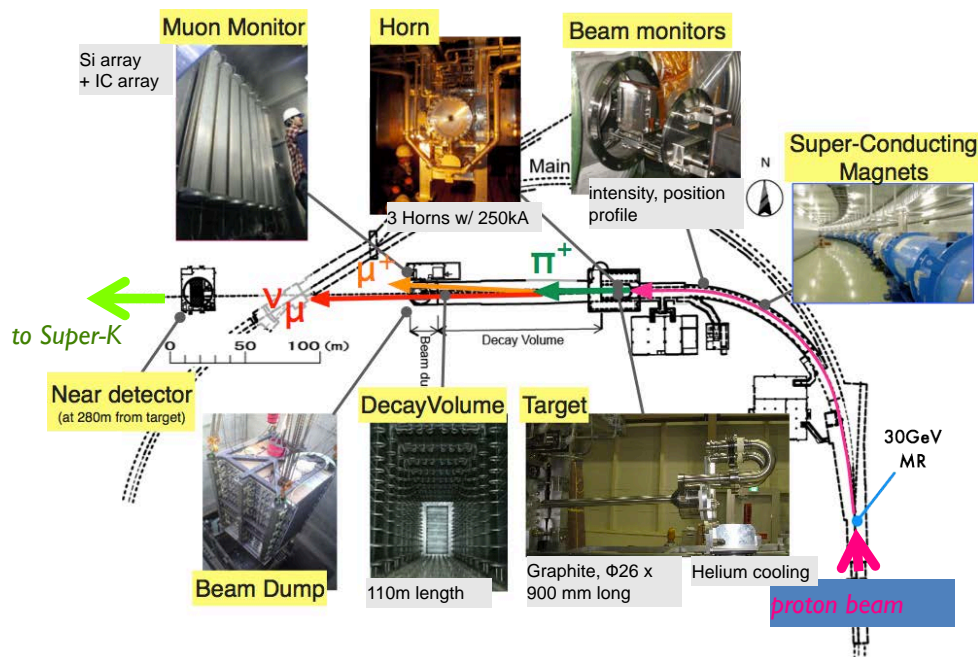 Muon Monitor
Si array
+ IC array
Horn
3 Horns w/ 250kA
Beam monitors
intensity, position
profile
Super-Conducting
Magnets
Main
N
μ+
π+
ν
μ
to Super-K
0 50 100 (m)
Beam du
Decay Volume
Near detector
(at 280m from target)
Beam Dump
DecayVolume
110m length
Target
Graphite, Φ26 x
900 mm long
Helium cooling
30GeV
MR
proton beam